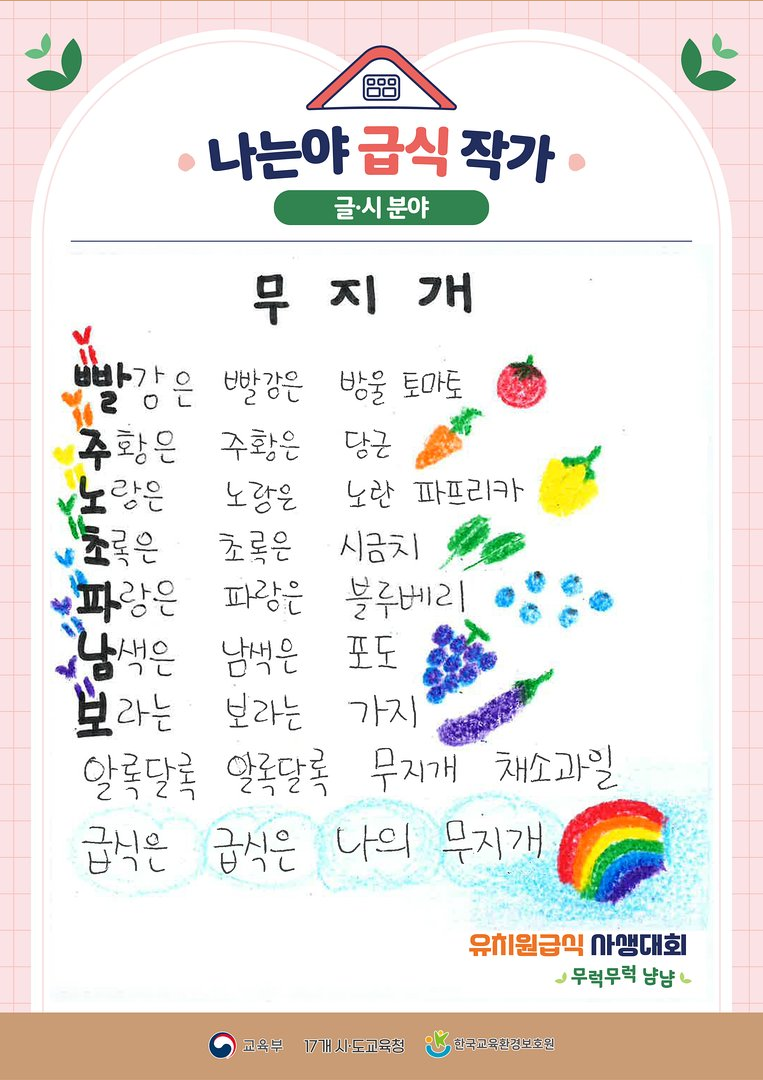 나는야 급식 작가
글·시 분야
무지개
빨강은 빨강은 방울 토마토
주황은 주황은 당근
노랑은 노랑은 노란 파프리카
초록은 초록은 시금치
파랑은 파랑은 블루베리
남색은 남색은 포도
보라는 보라는 가지
알록달록 알록달록 무지개 채소과일
급식은 급식은 나의 무지개
유치원급식 사생대회
무럭무럭 냠냠
교육부 17개 시·도교육청 한국교육환경보호원